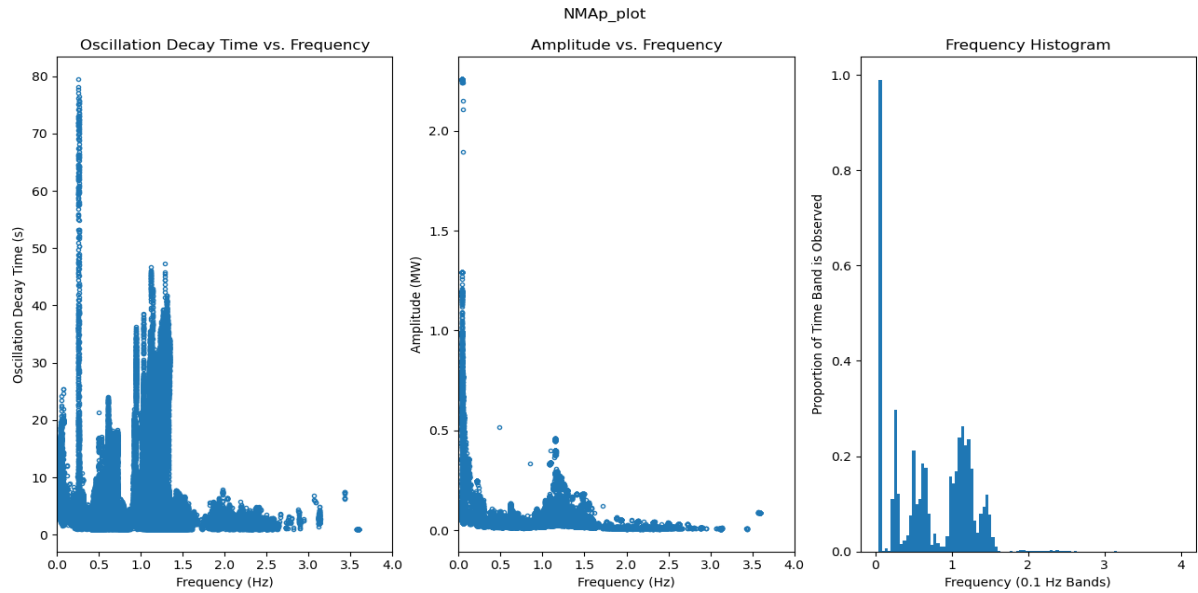 NMAp_plot
Oscillation Decay Time vs. Frequency
Oscillation Decay Time (s)
80
70
60
50
40
30
20
10
0
0.0 0.5 1.0 1.5 2.0 2.5 3.0 3.5 4.0
Frequency (Hz)
Amplitude vs. Frequency
Amplitude (MW)
2.0
1.5
1.0
0.5
0.0
0.0 0.5 1.0 1.5 2.0 2.5 3.0 3.5 4.0
Frequency (Hz)
Frequency Histogram
Proportion of Time Band is Observed
1.0
0.8
0.6
0.4
0.2
0.0
0 1 2 3 4
Frequency (0.1 Hz Bands)